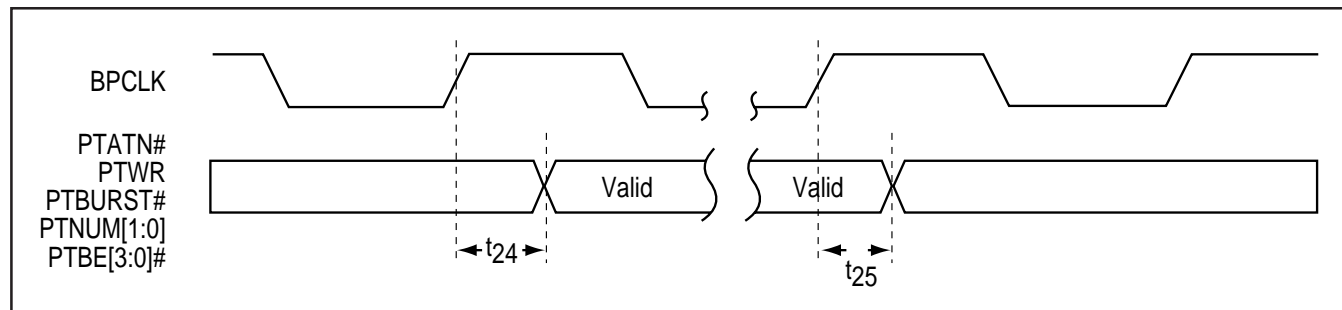 BPCLK
PTATN#
PTWR
PTBURST#
PTNUM[1:0]
PTBE[3:0]#
Valid
Valid
t24
t25